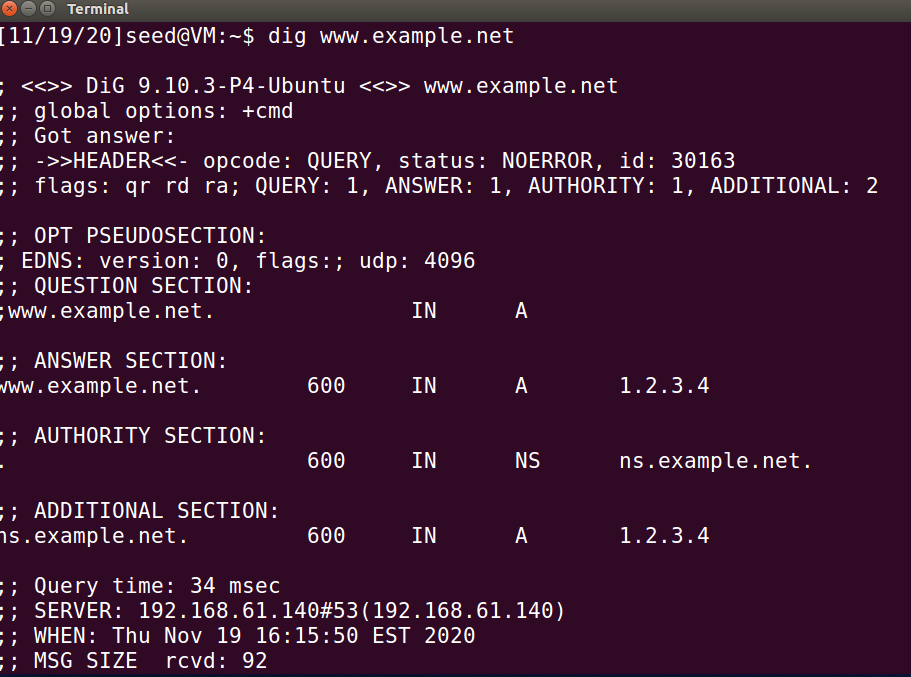 Terminal
[11/19/20]seed@VM:~$ dig www.example.net
; <<>> DiG 9.10.3-P4-Ubuntu <<>> www.example.net
;; global options: +cmd
;; Got answer:
;; ->>HEADER<<- opcode: QUERY, status: NOERROR, id: 30163
;; flags: qr rd ra; QUERY: 1, ANSWER: 1, AUTHORITY: 1, ADDITIONAL: 2
;; OPT PSEUDOSECTION:
; EDNS: version: 0, flags:; udp: 4096
;; QUESTION SECTION:
;www.example.net. IN A
;; ANSWER SECTION:
www.example.net. 600 IN A 1.2.3.4
;; AUTHORITY SECTION:
. 600 IN NS ns.example.net.
;; ADDITIONAL SECTION:
ns.example.net. 600 IN A 1.2.3.4
;; Query time: 34 msec
;; SERVER: 192.168.61.140#53(192.168.61.140)
;; WHEN: Thu Nov 19 16:15:50 EST 2020
;; MSG SIZE rcvd: 92